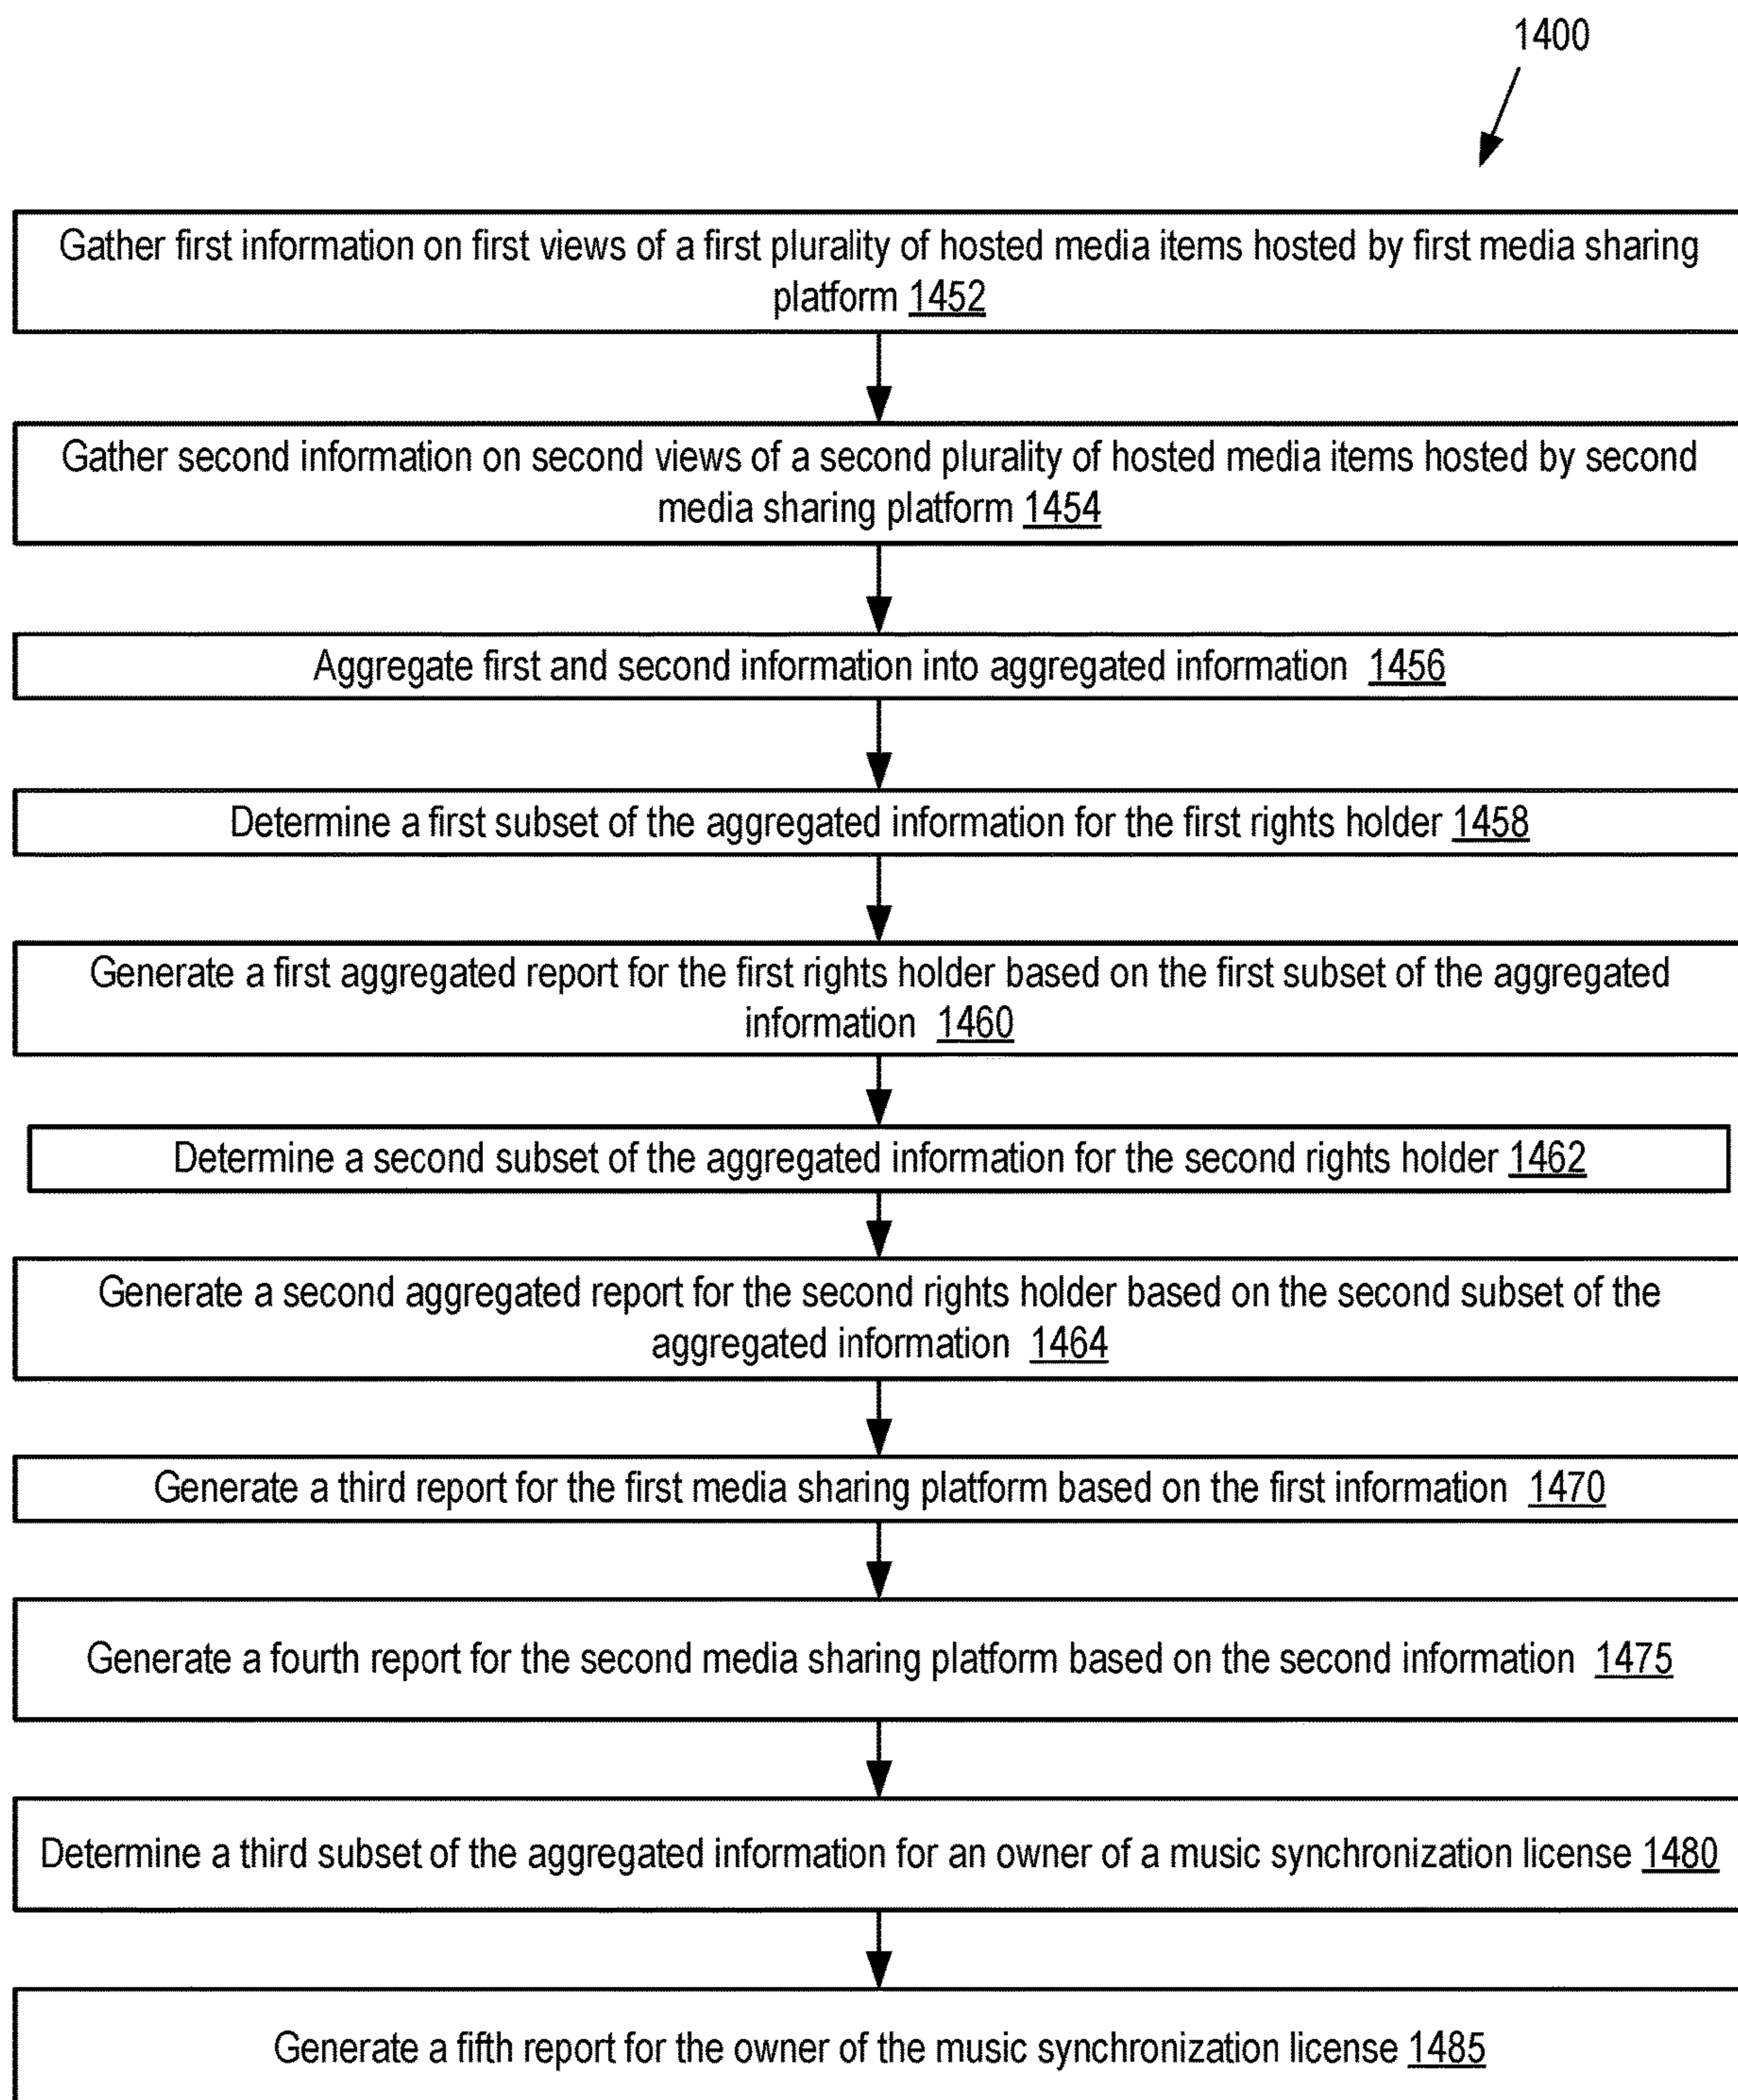 1400
Gather first information on first views of a first plurality of hosted media items hosted by first media sharing
platform 1452
Gather second information on second views of a second plurality of hosted media items hosted by second
media sharing platform 1454
Aggregate first and second information into aggregated information 1456
Determine a first subset of the aggregated information for the first rights holder 1458
Generate a first aggregated report for the first rights holder based on the first subset of the aggregated
information 1460
Determine a second subset of the aggregated information for the second rights holder 1462
Generate a second aggregated report for the second rights holder based on the second subset of the
aggregated information 1464
Generate a third report for the first media sharing platform based on the first information 1470
Generate a fourth report for the second media sharing platform based on the second information 1475
Determine a third subset of the aggregated information for an owner of a music synchronization license 1480
Generate a fifth report for the owner of the music synchronization license 1485